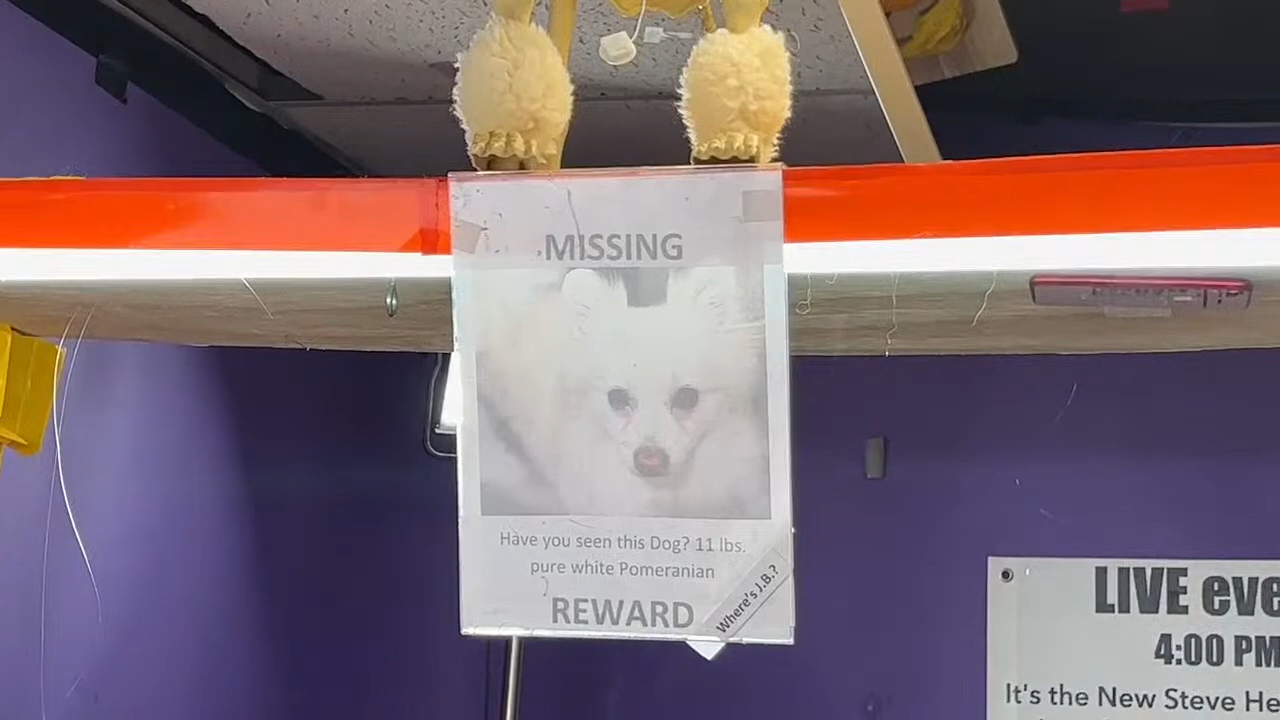 MISSING
Have you seen this Dog? 11 lbs.
pure white Pomeranian
REWARD
Where's J.B.?
LIVE eve
4:00 PM
It's the New Steve He